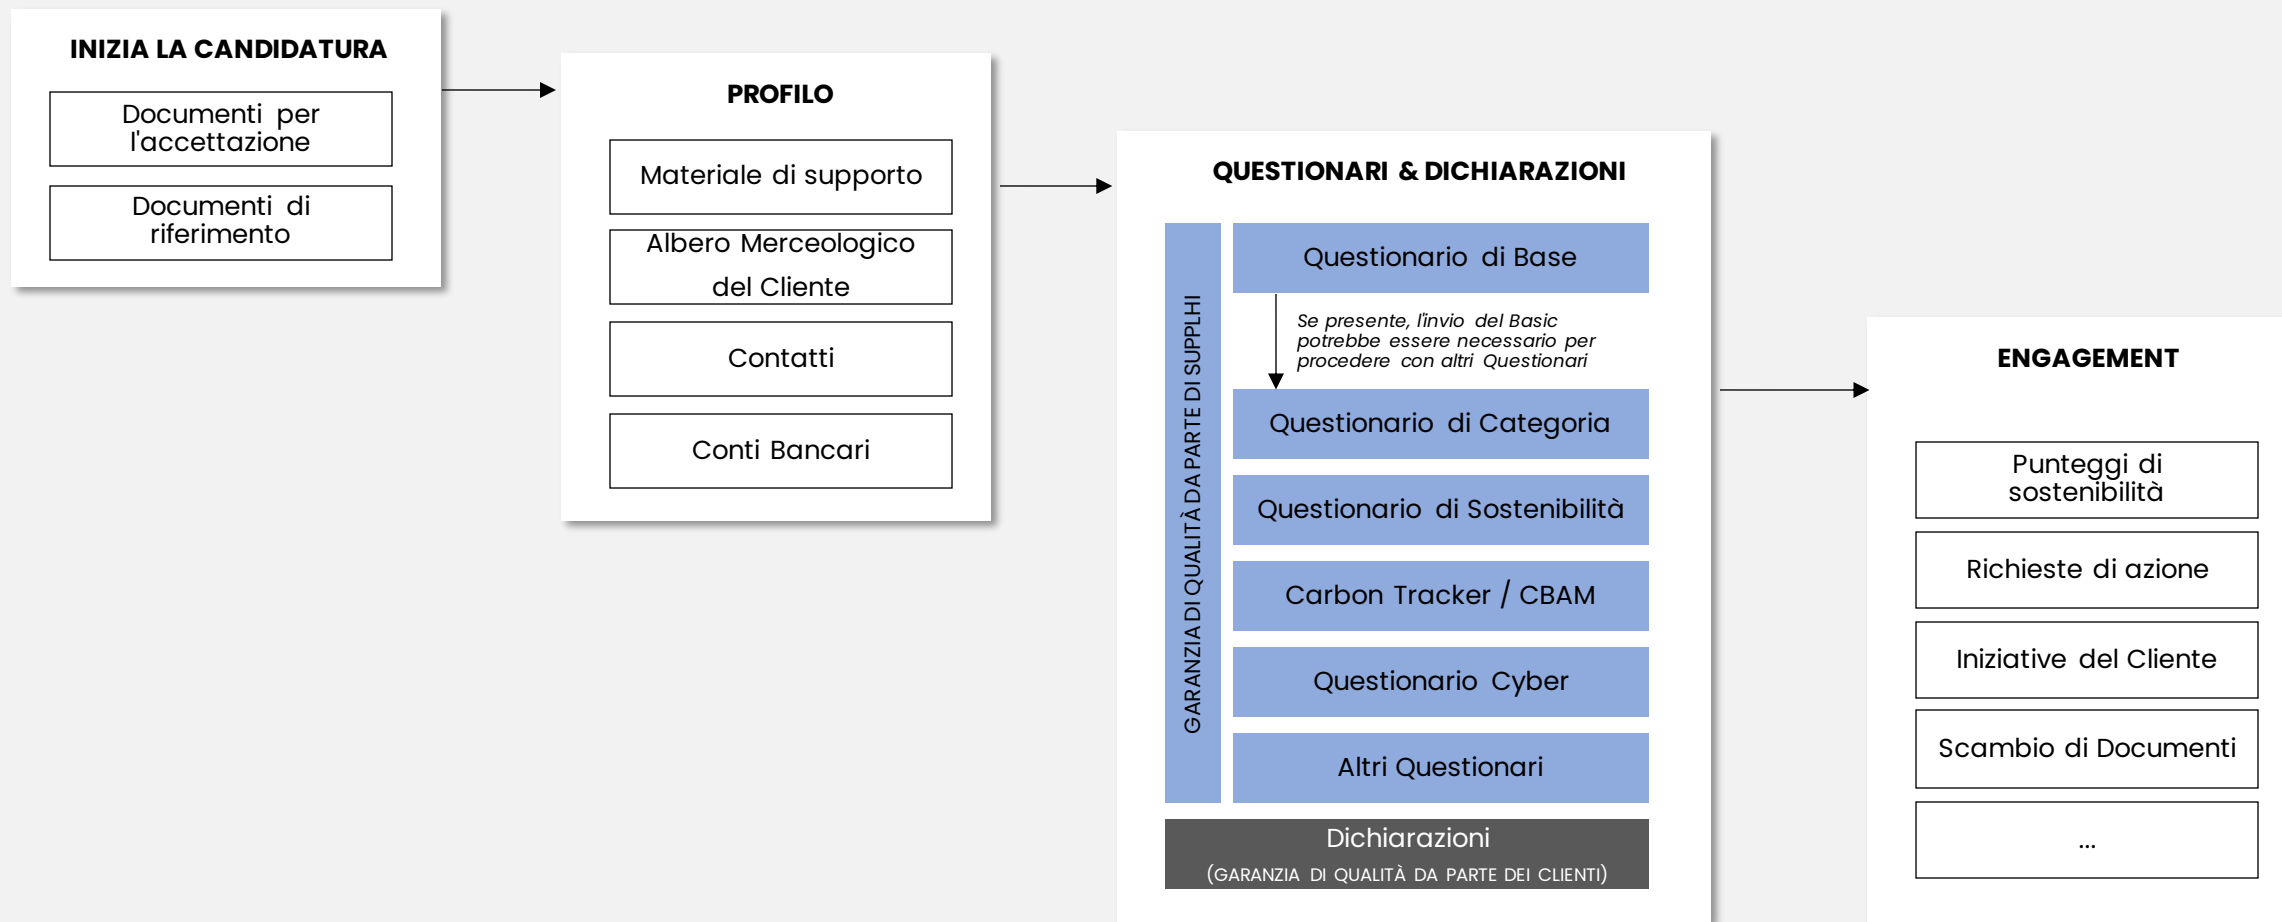 INIZIA LA CANDIDATURA
Documenti per
l'accettazione
Documenti di
riferimento
PROFILO
Materiale di supporto
Albero Merceologico
del Cliente
Contatti
Conti Bancari
QUESTIONARI & DICHIARAZIONI
GARANZIA DI QUALITÀ DA PARTE DI SUPPLHI
Questionario di Base
Se presente, l'invio del Basic
potrebbe essere necessario per
procedere con altri Questionari
Questionario di Categoria
Questionario di Sostenibilità
Carbon Tracker / CBAM
Questionario Cyber
Altri Questionari
Dichiarazioni
(GARANZIA DI QUALITÀ DA PARTE DEI CLIENTI)
ENGAGEMENT
Punteggi di
sostenibilità
Richieste di azione
Iniziative del Cliente
Scambio di Documenti
...